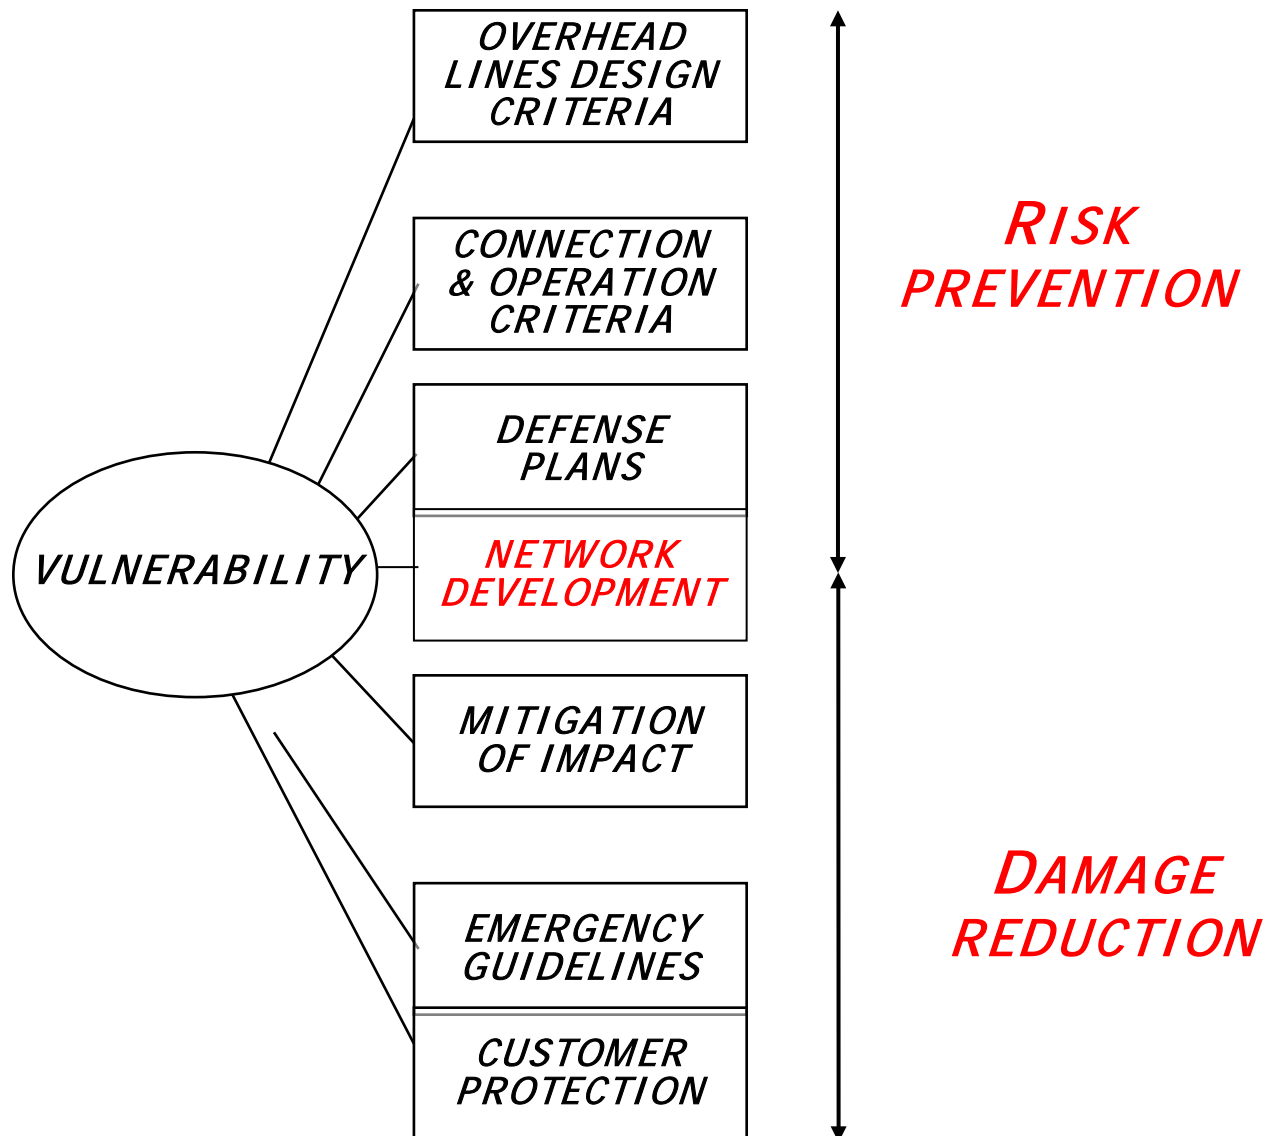 OVERHEAD
LINES DESIGN
CRITERIA
CONNECTION
& OPERATION
CRITERIA
RISK
PREVENTION
DEFENSE
PLANS
NETWORK
DEVELOPMENT
VULNERABILITY
MITIGATION
OF IMPACT
DAMAGE
REDUCTION
EMERGENCY
GUIDELINES
CUSTOMER
PROTECTION